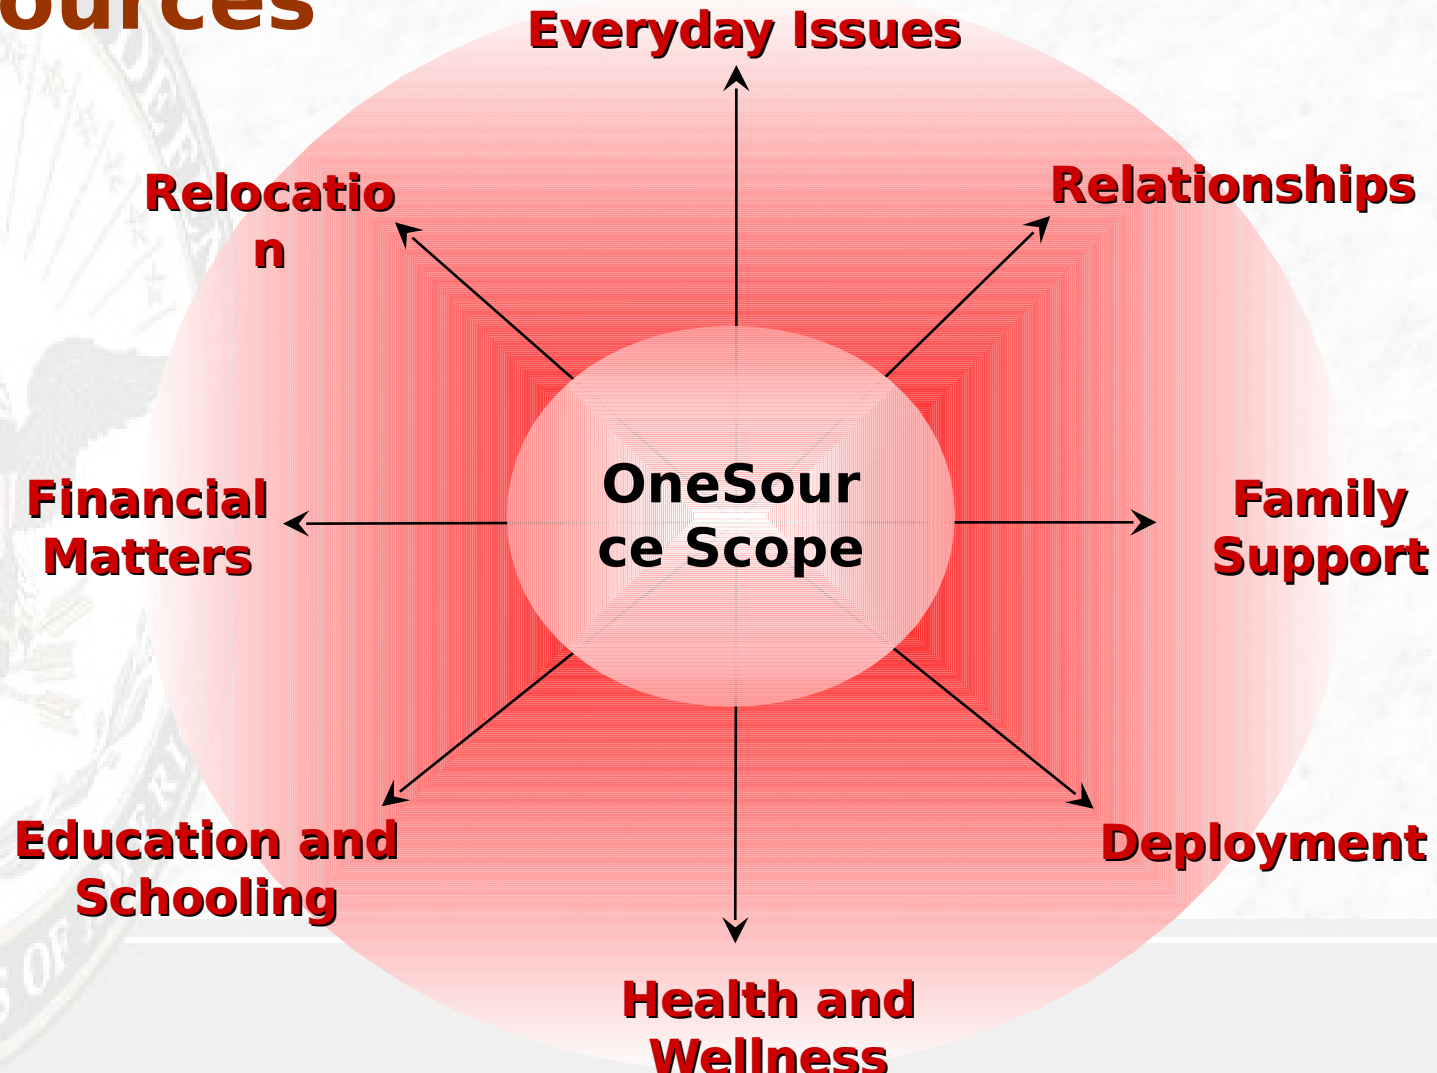 ources
Everyday Issues
Relocatio
n
Relationships
Financial
Matters
OneSour
ce Scope
Family
Support
Education and
Schooling
Deployment
Health and
Wellness